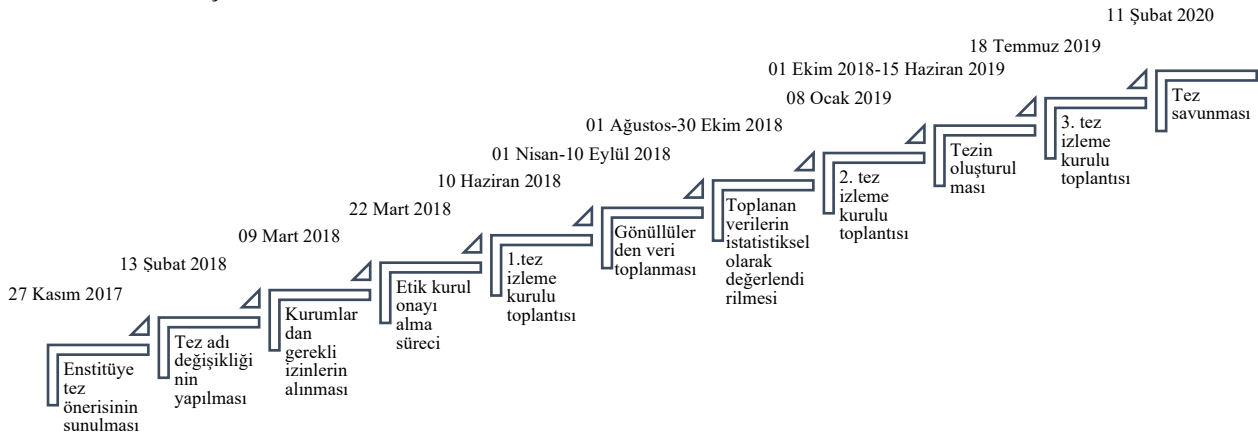 27 Kasım 2017
Enstitüye
tez
önerisinin
sunulması
13 Şubat 2018
Tez adı
değişikliği
nin
yapılması
09 Mart 2018
Kurumlar
dan
gerekli
izinlerin
alınması
22 Mart 2018
Etik kurul
onayı
alma
süreci
10 Haziran 2018
1.tez
izleme
kurulu
toplantısı
01 Nisan-10 Eylül 2018
Gönüllüler
den veri
toplanması
01 Ağustos-30 Ekim 2018
Toplanan
verilerin
istatistiksel
olarak
değerlendi
rilmesi
08 Ocak 2019
2. tez
izleme
kurulu
toplantısı
01 Ekim 2018-15 Haziran 2019
Tezin
oluşturul
ması
18 Temmuz 2019
3. tez
izleme
kurulu
toplantısı
11 Şubat 2020
Tez
savunması